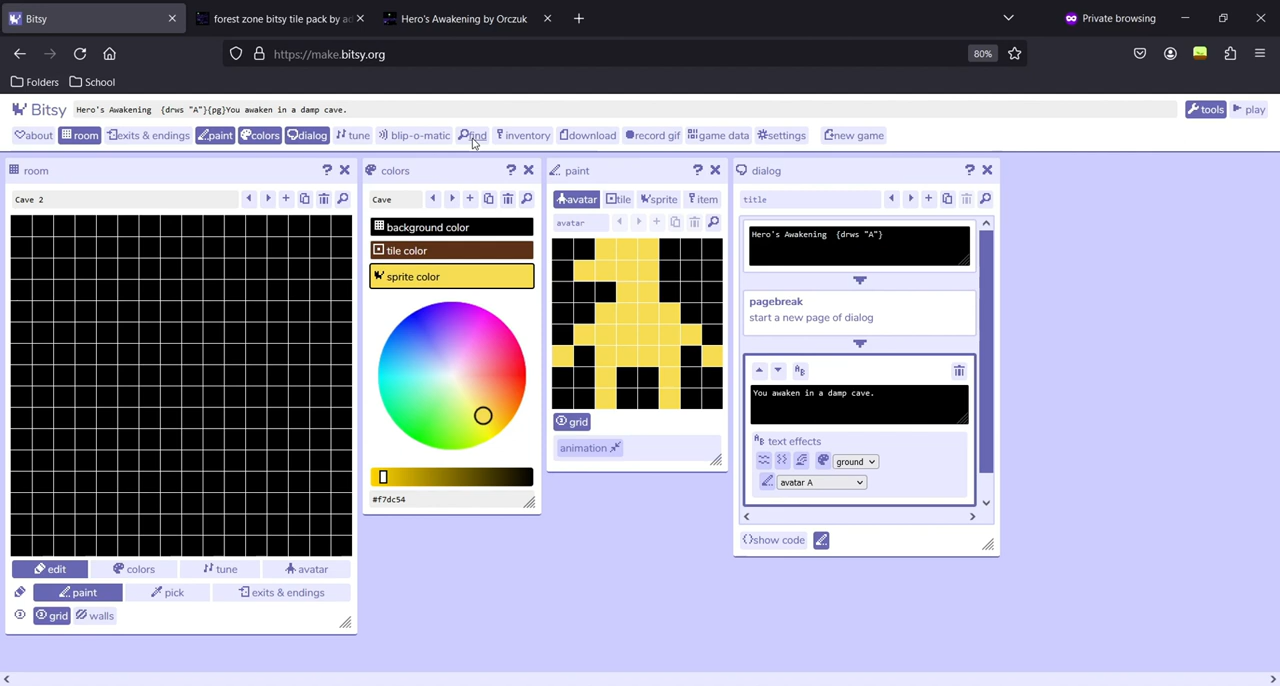 Bitsy
forest zone bitsy tile pack by ad
Hero's Awakening by Orczuk
Private browsing
https://make.bitsy.org
80%
Folders
School
Bitsy
Hero's Awakening {drws "A"}{pg}You awaken in a damp cave.
tools
play
about
room
exits & endings
paint
colors
dialog
tune
blip-o-matic
find
inventory
download
record gif
game data
settings
new game
room
?
Cave 2
edit
colors
tune
avatar
paint
pick
exits & endings
grid
walls
colors
?
Cave
background color
tile color
sprite color
#f7dc54
paint
?
avatar
tile
sprite
item
avatar
grid
animation
dialog
?
title
Hero's Awakening {drws "A"}
pagebreak
start a new page of dialog
You awaken in a damp cave.
text effects
ground
avatar A
show code